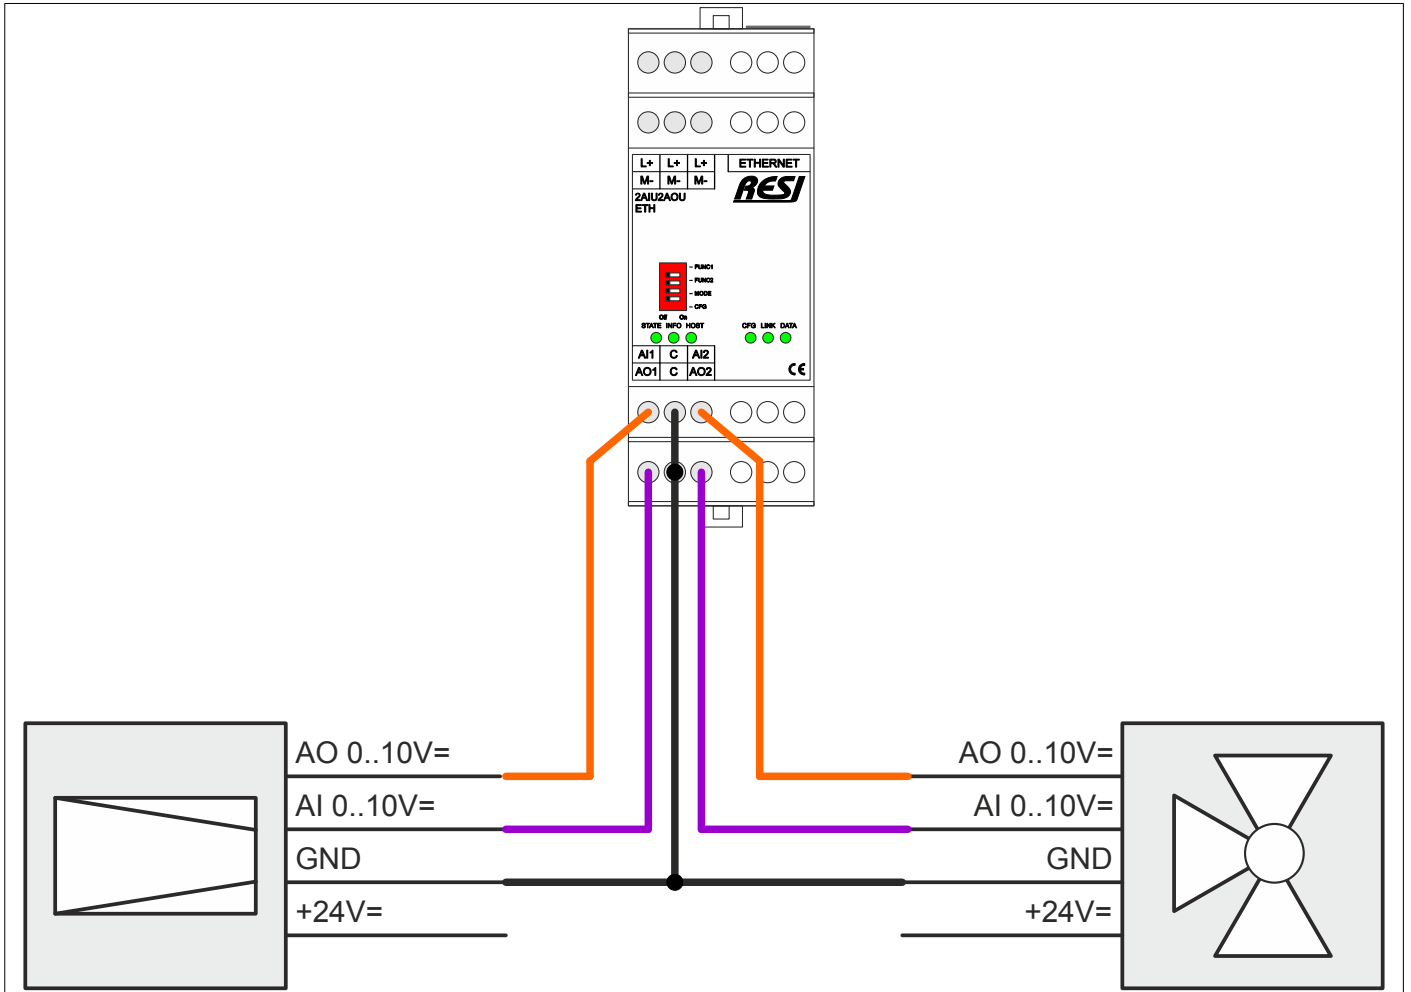 L+ L+ L+ ETHERNET
M- M- M- RESI
2AIU2AOU
ETH
– FUNC1
– FUNC2
– MODE
– CFG
Off On
STATE INFO HOST CFG LINK DATA
AI1 C AI2
AO1 C AO2 CE
AO 0..10V= AO 0..10V=
AI 0..10V= AI 0..10V=
GND GND
+24V= +24V=